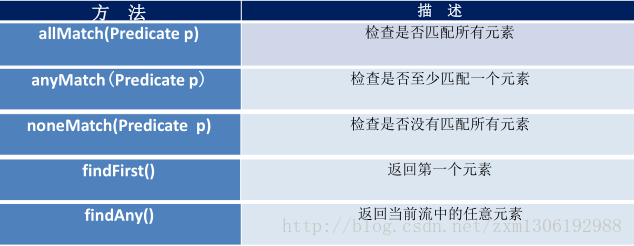 方 法 描 述
allMatch(Predicate p) 检查是否匹配所有元素
anyMatch（Predicate p） 检查是否至少匹配一个元素
noneMatch(Predicate p) 检查是否没有匹配所有元素
findFirst() 返回第一个元素
findAny() 返回当前流中的任意元素
http://blog.csdn.net/zxm1306192988